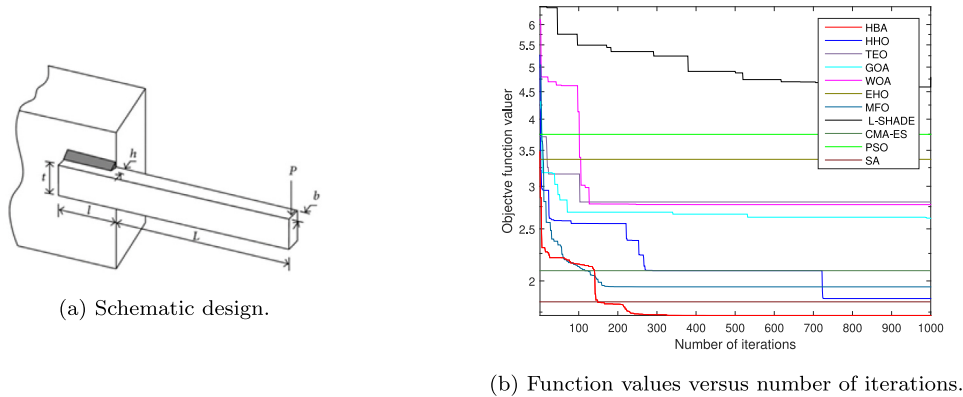 h
t
l
L
P
b
(a) Schematic design.
Objectve function valuer
6
5.5
5
4.5
4
3.5
3
2.5
2
100 200 300 400 500 600 700 800 900 1000
Number of iterations
HBA
HHO
TEO
GOA
WOA
EHO
MFO
L-SHADE
CMA-ES
PSO
SA
(b) Function values versus number of iterations.